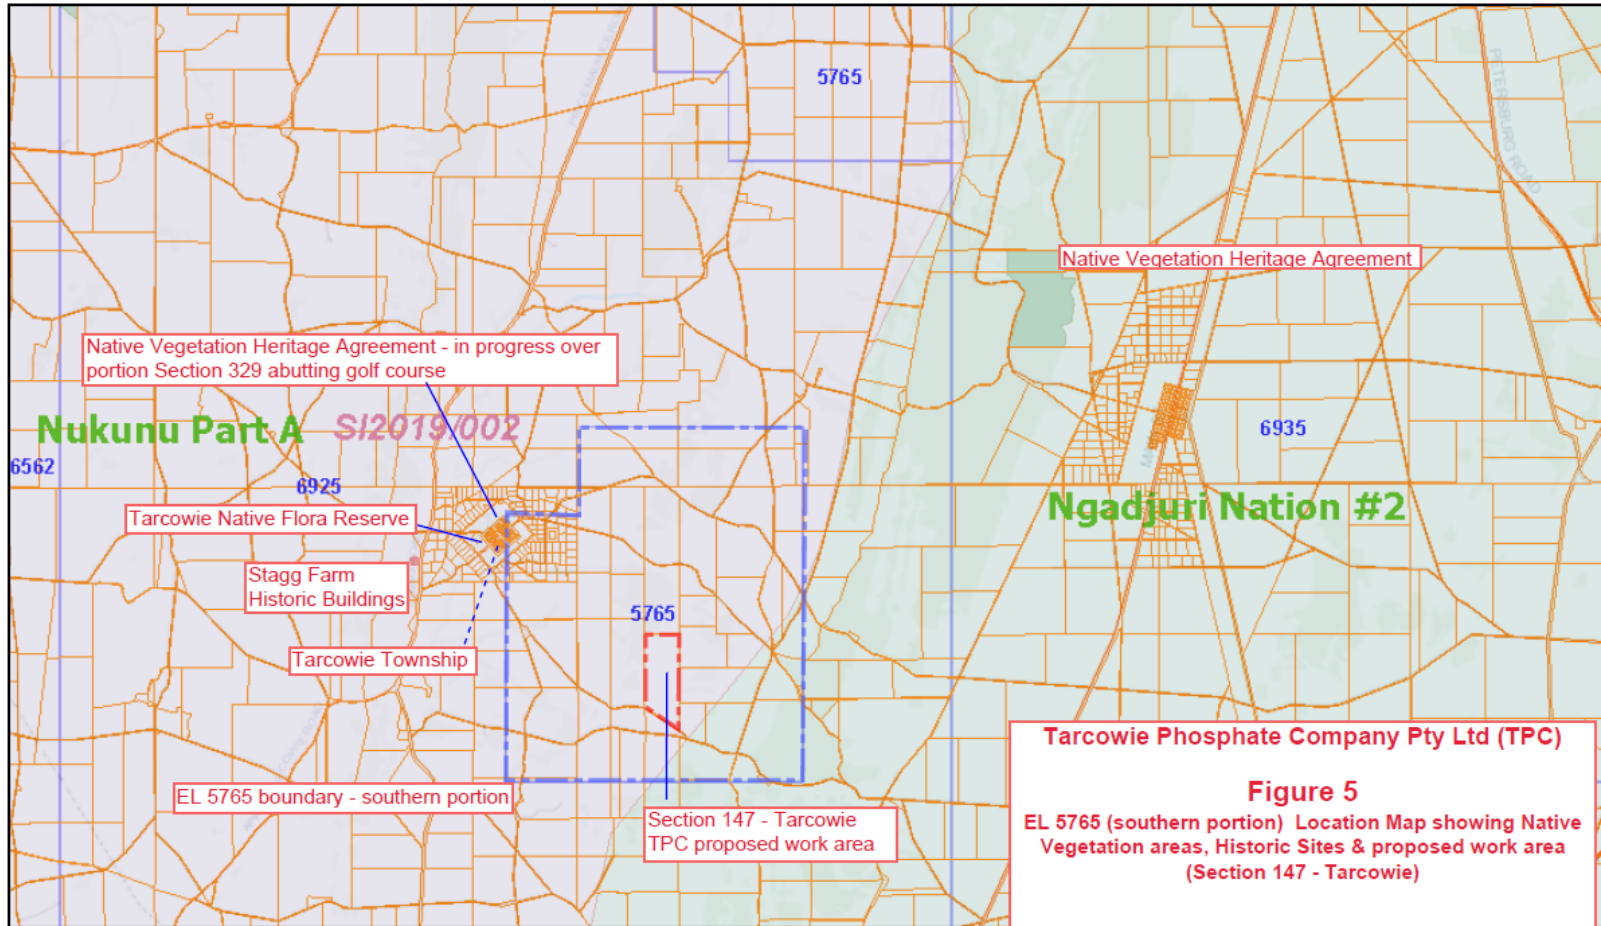 5765
PETERSBURG ROAD
Native Vegetation Heritage Agreement
Native Vegetation Heritage Agreement - in progress over
portion Section 329 abutting golf course
Nukunu Part A
SI2019/002
6562
6925
6935
Tarcowie Native Flora Reserve
Ngadjuri Nation #2
Stagg Farm
Historic Buildings
5765
Tarcowie Township
EL 5765 boundary - southern portion
Section 147 - Tarcowie
TPC proposed work area
Tarcowie Phosphate Company Pty Ltd (TPC)
Figure 5
EL 5765 (southern portion) Location Map showing Native
Vegetation areas, Historic Sites & proposed work area
(Section 147 - Tarcowie)